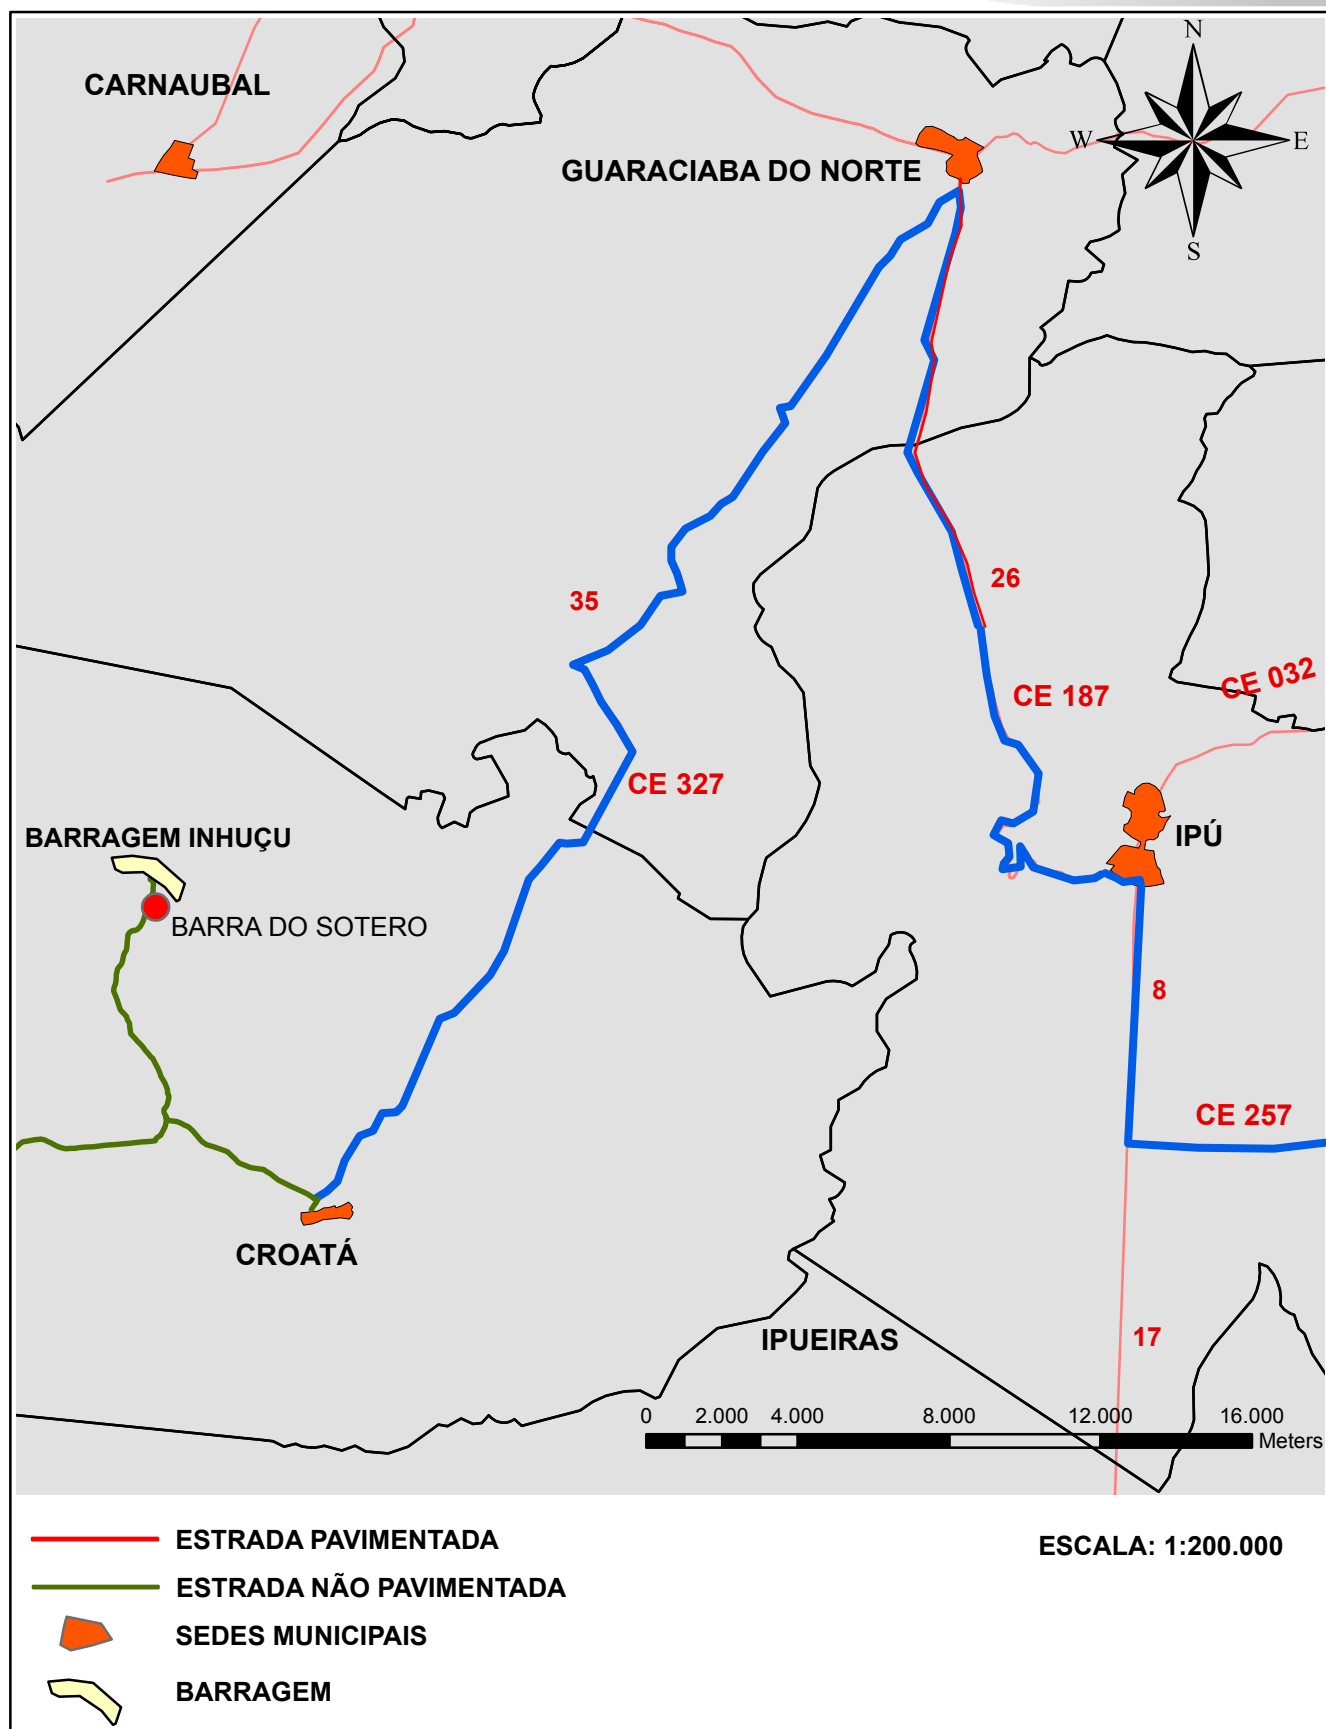 N
CARNAUBAL
W
E
GUARACIABA DO NORTE
S
26
35
CE 032
CE 187
CE 327
IPÚ
BARRAGEM INHUÇU
BARRA DO SOTERO
8
CE 257
CROATÁ
IPUEIRAS
17
0 2.000 4.000 8.000 12.000 16.000
Meters
ESTRADA PAVIMENTADA
ESCALA: 1:200.000
ESTRADA NÃO PAVIMENTADA
SEDES MUNICIPAIS
BARRAGEM